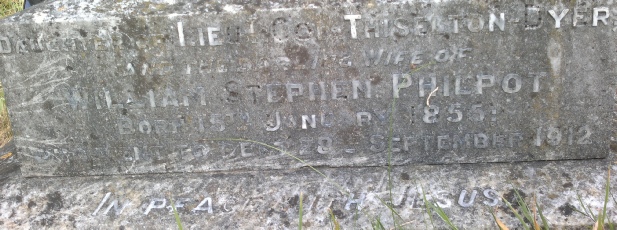 DAUGHTER OF LIEUT COL THISELTON-DYER
AND THE WIFE OF
WILLIAM STEPHEN PHILPOT
BORN 15TH JUNE 1855:
SEPTEMBER 1912
IN PEACE WITH JESUS